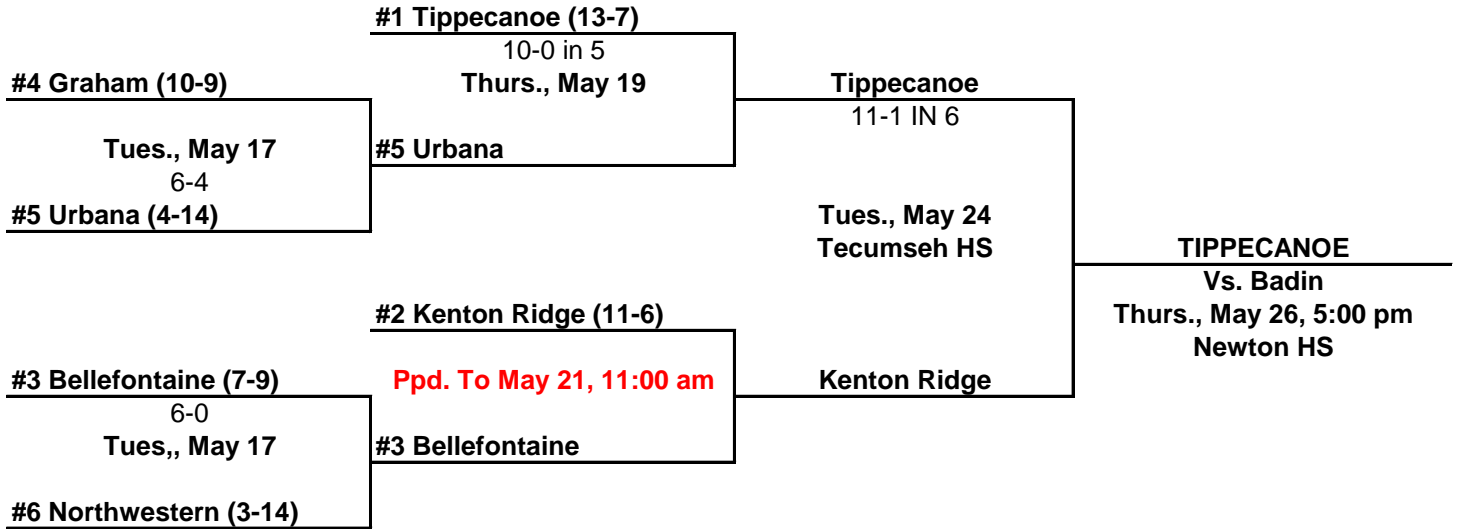 #1 Tippecanoe (13-7)
10-0 in 5
#4 Graham (10-9)
Thurs., May 19
Tippecanoe
11-1 IN 6
Tues., May 17
#5 Urbana
6-4
#5 Urbana (4-14)
Tues., May 24
Tecumseh HS
TIPPECANOE
Vs. Badin
#2 Kenton Ridge (11-6)
Thurs., May 26, 5:00 pm
Newton HS
#3 Bellefontaine (7-9)
Ppd. To May 21, 11:00 am
Kenton Ridge
6-0
Tues,, May 17
#3 Bellefontaine
#6 Northwestern (3-14)